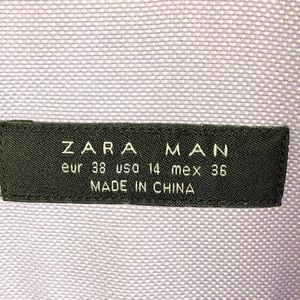 ZARA MAN
eur 38 usa 14 mex 36
MADE IN CHINA